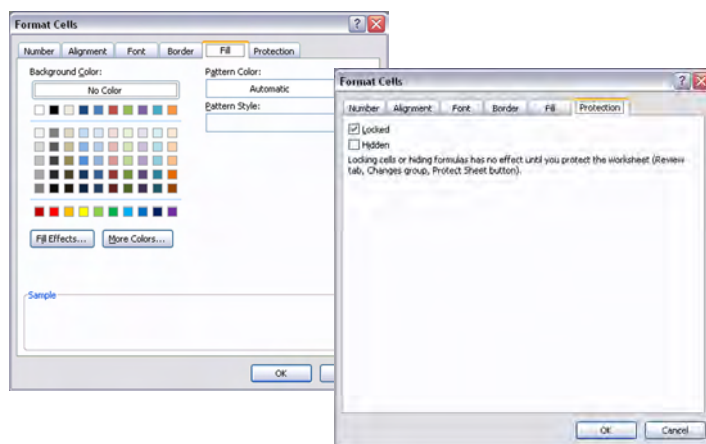 Format Cells
Number Alignment Font Border Fill Protection
Background Color:
No Color
Pattern Color:
Automatic
Pattern Style:
Fill Effects... More Colors...
Sample
OK
Format Cells
Number Alignment Font Border Fill Protection
Locked
Hidden
Locking cells or hiding formulas has no effect until you protect the worksheet (Review
tab, Changes group, Protect Sheet button).
OK Cancel